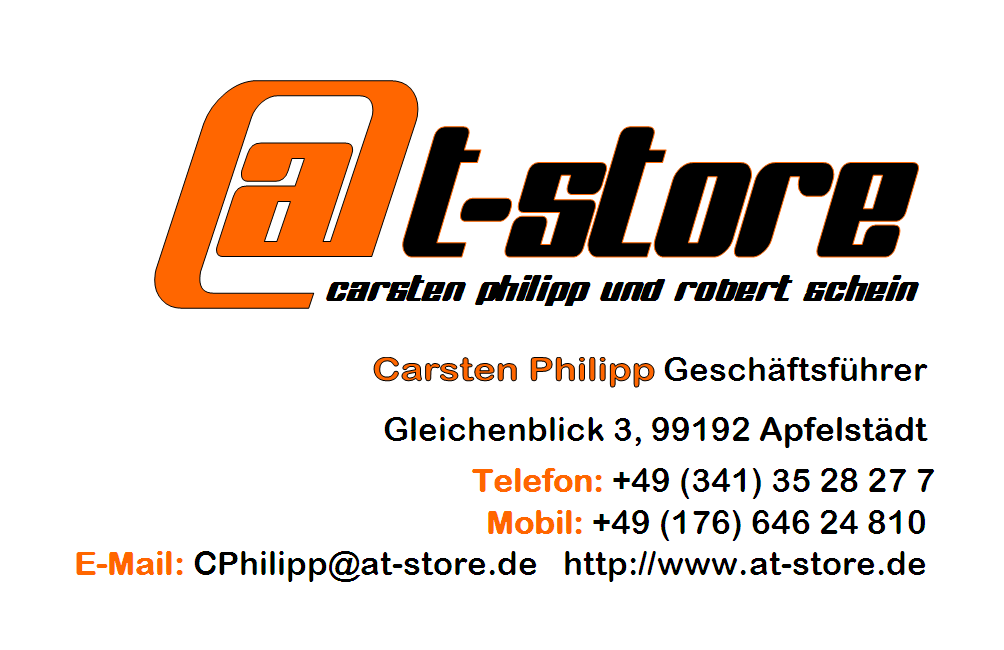 @t-store
carsten philipp und robert schein
Carsten Philipp Geschäftsführer
Gleichenblick 3, 99192 Apfelstädt
Telefon: +49 (341) 35 28 27 7
Mobil: +49 (176) 646 24 810
E-Mail: CPhilipp@at-store.de http://www.at-store.de